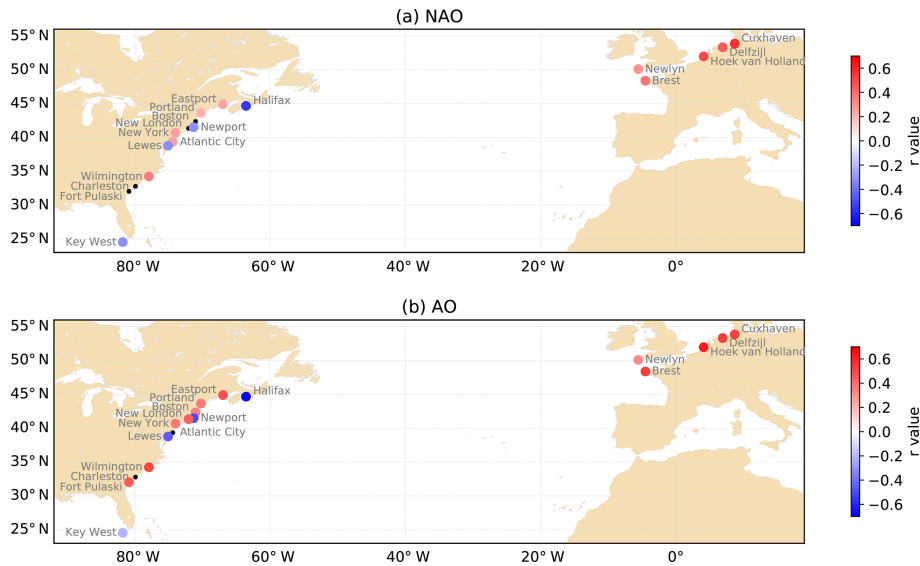 (a) NAO
55° N
50° N
45° N
40° N
35° N
30° N
25° N
Cuxhaven
Delfzijl
Hoek van Holland
Newlyn
Brest
Eastport
Halifax
Portland
Boston
New London
Newport
New York
Atlantic City
Lewes
Wilmington
Charleston
Fort Pulaski
Key West
80° W
60° W
40° W
20° W
0°
0.6
0.4
0.2
0.0
−0.2
−0.4
−0.6
r value
(b) AO
55° N
50° N
45° N
40° N
35° N
30° N
25° N
Cuxhaven
Delfzijl
Hoek van Holland
Newlyn
Brest
Eastport
Halifax
Portland
Boston
New London
Newport
New York
Atlantic City
Lewes
Wilmington
Charleston
Fort Pulaski
Key West
80° W
60° W
40° W
20° W
0°
0.6
0.4
0.2
0.0
−0.2
−0.4
−0.6
r value